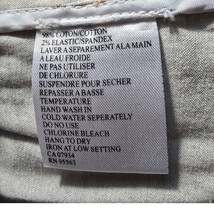 98% COTON/COTTON
2% ELASTIC/SPANDEX
LAVER A SEPAREMENT ALA MAIN
A LEAU FROIDE
NE PAS UTILISER
DE CHLORURE
SUSPENDRE POUR SECHER
REPASSER A BASSE
TEMPERATURE
HAND WASH IN
COLD WATER SEPERATELY
DO NO USE
CHLORINE BLEACH
HANG TO DRY
IRON AT LOW SETTING
CA 07934
RN 95563